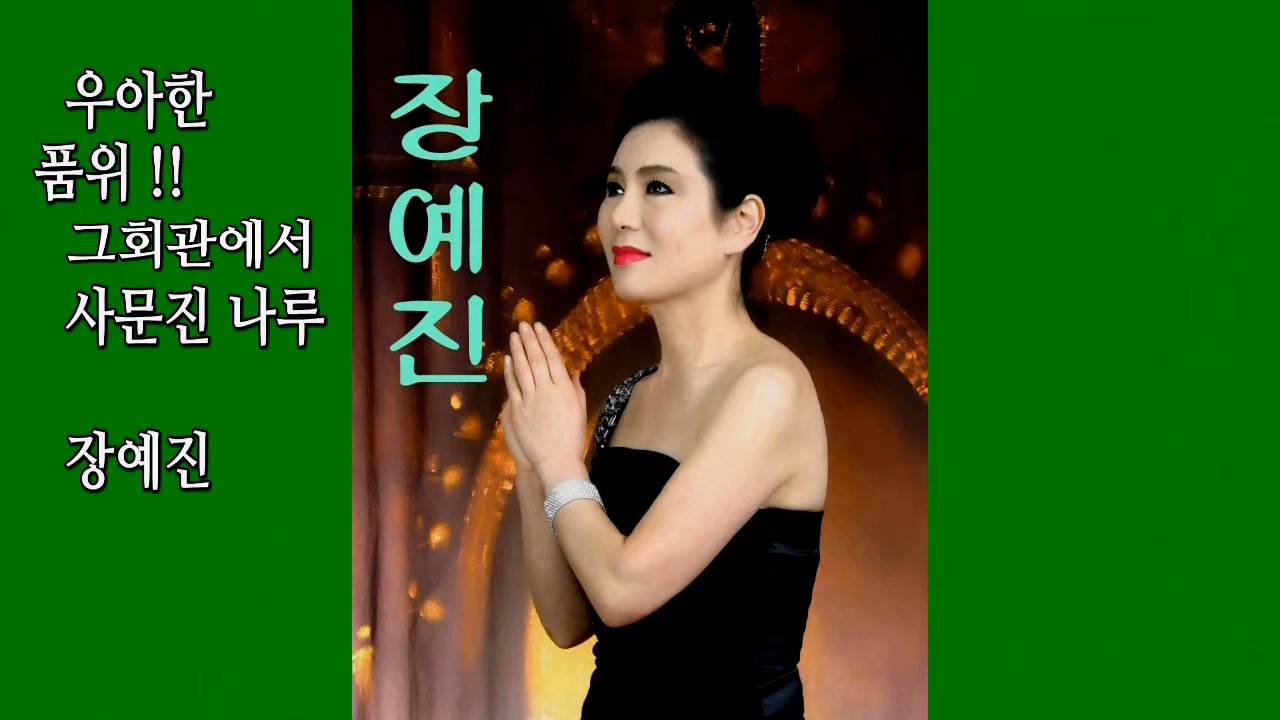 우아한
품위 !!
그회관에서
사문진 나루
장예진
장예진